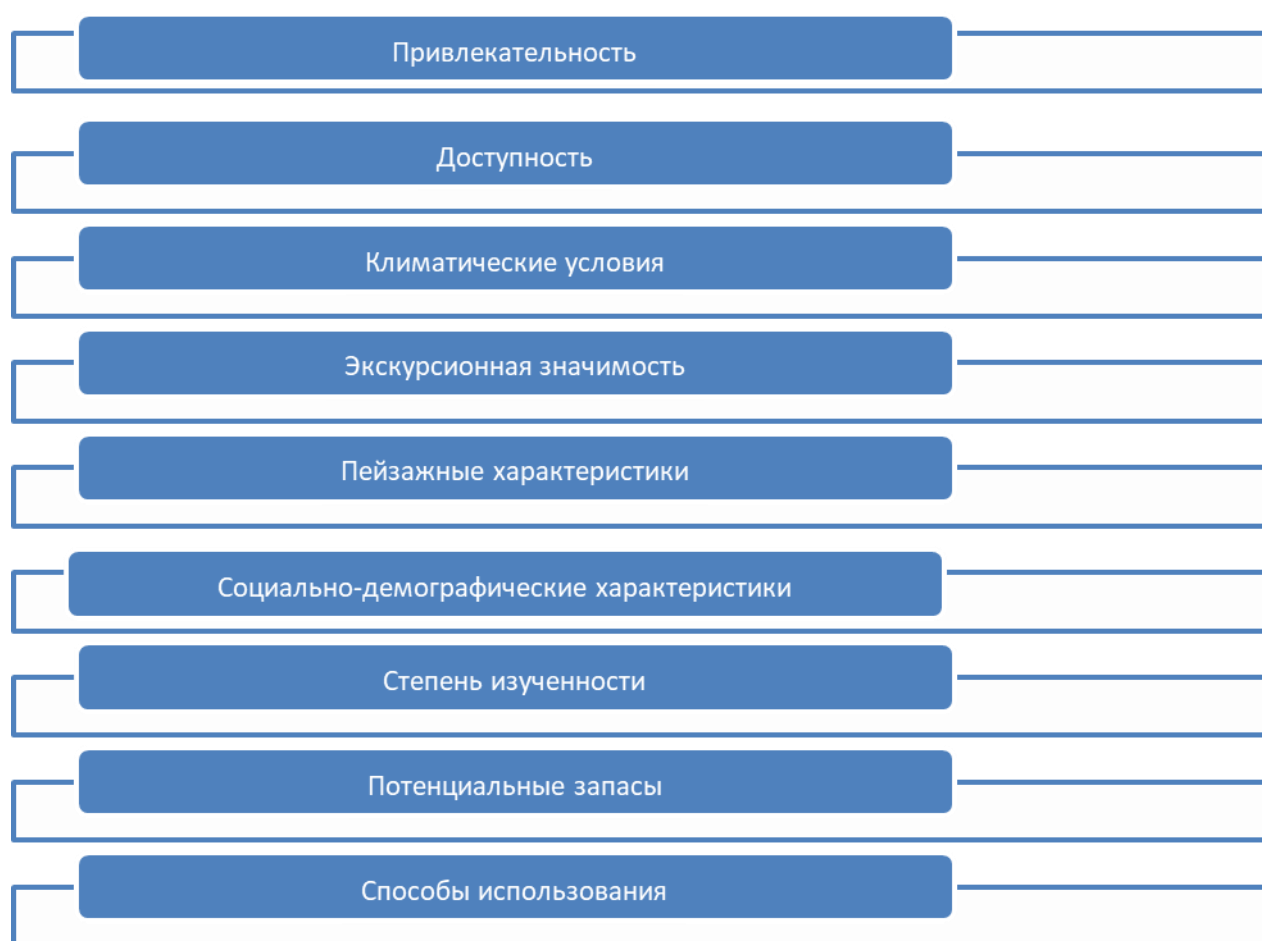 Привлекательность
Доступность
Климатические условия
Экскурсионная значимость
Пейзажные характеристики
Социально-демографические характеристики
Степень изученности
Потенциальные запасы
Способы использования